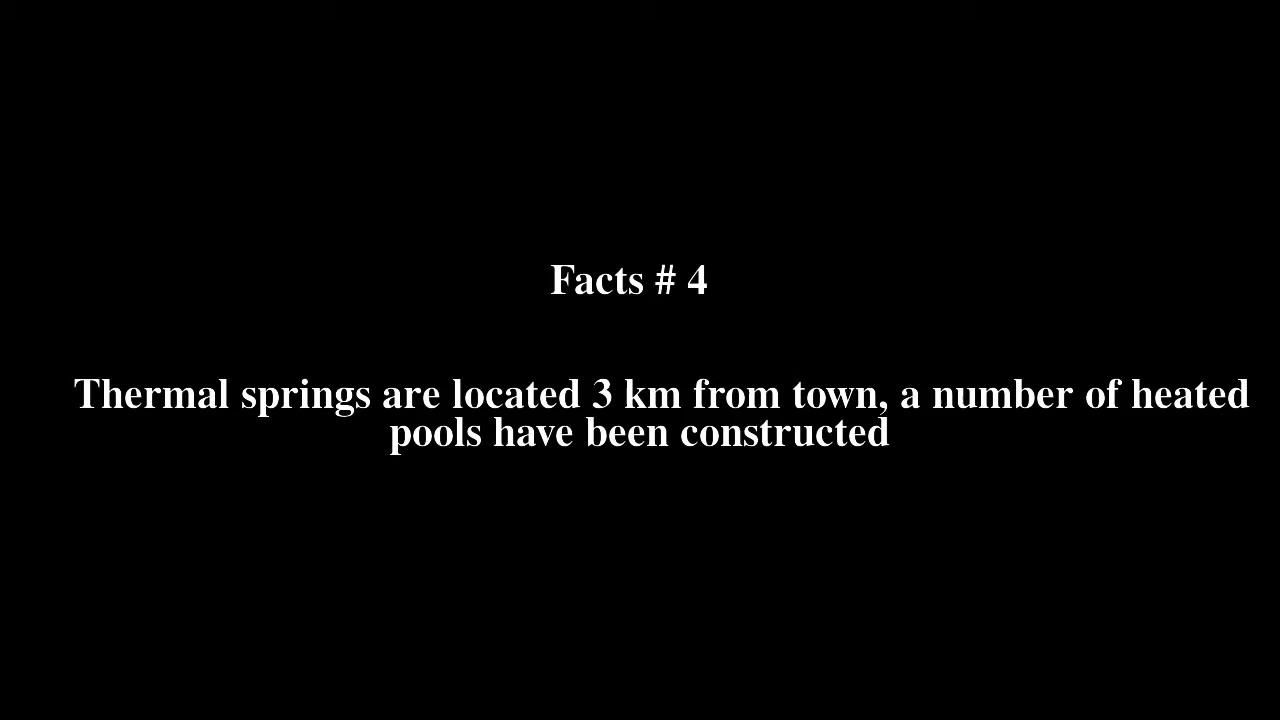 Facts # 4
Thermal springs are located 3 km from town, a number of heated
pools have been constructed